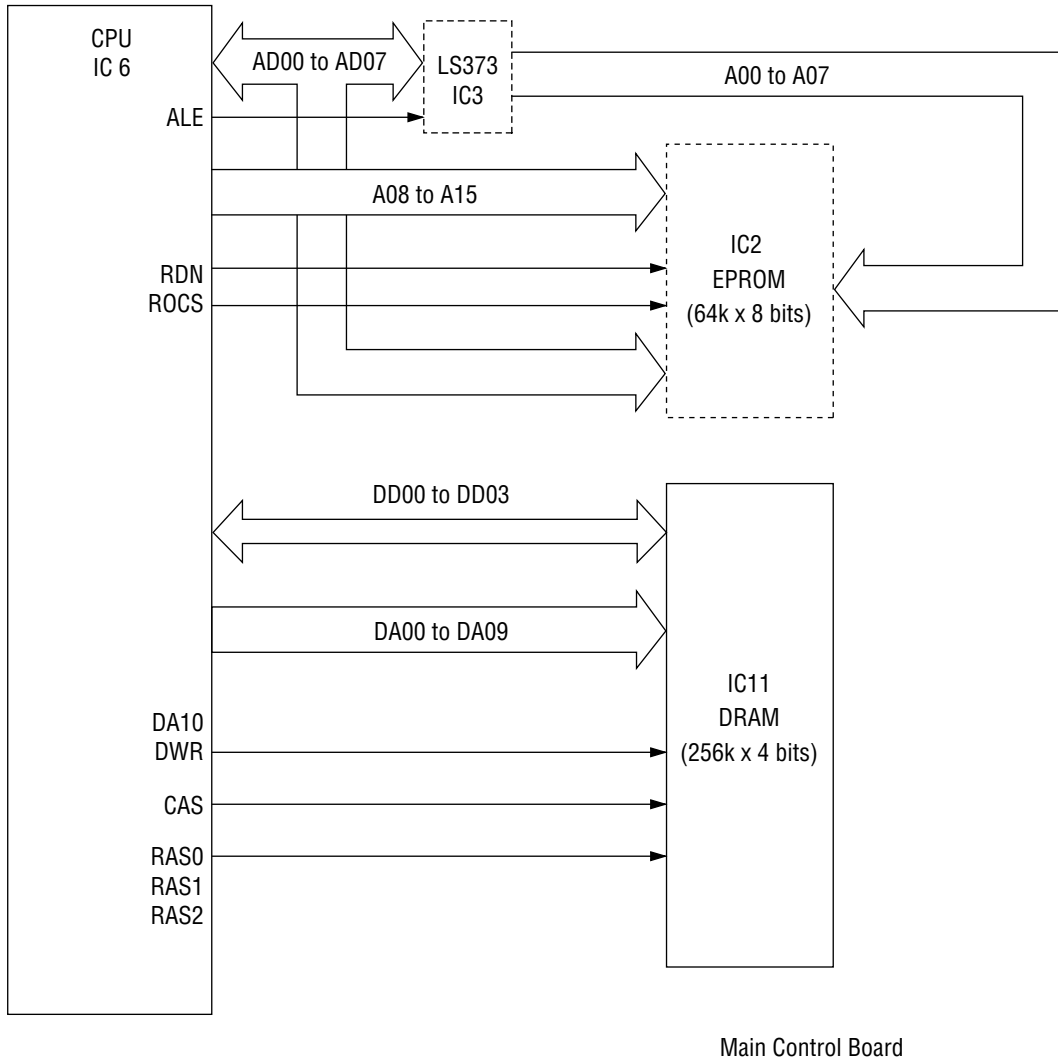 CPU
IC 6
AD00 to AD07
LS373
IC3
A00 to A07
ALE
A08 to A15
IC2
EPROM
(64k x 8 bits)
RDN
ROCS
DD00 to DD03
DA00 to DA09
IC11
DRAM
(256k x 4 bits)
DA10
DWR
CAS
RAS0
RAS1
RAS2
Main Control Board